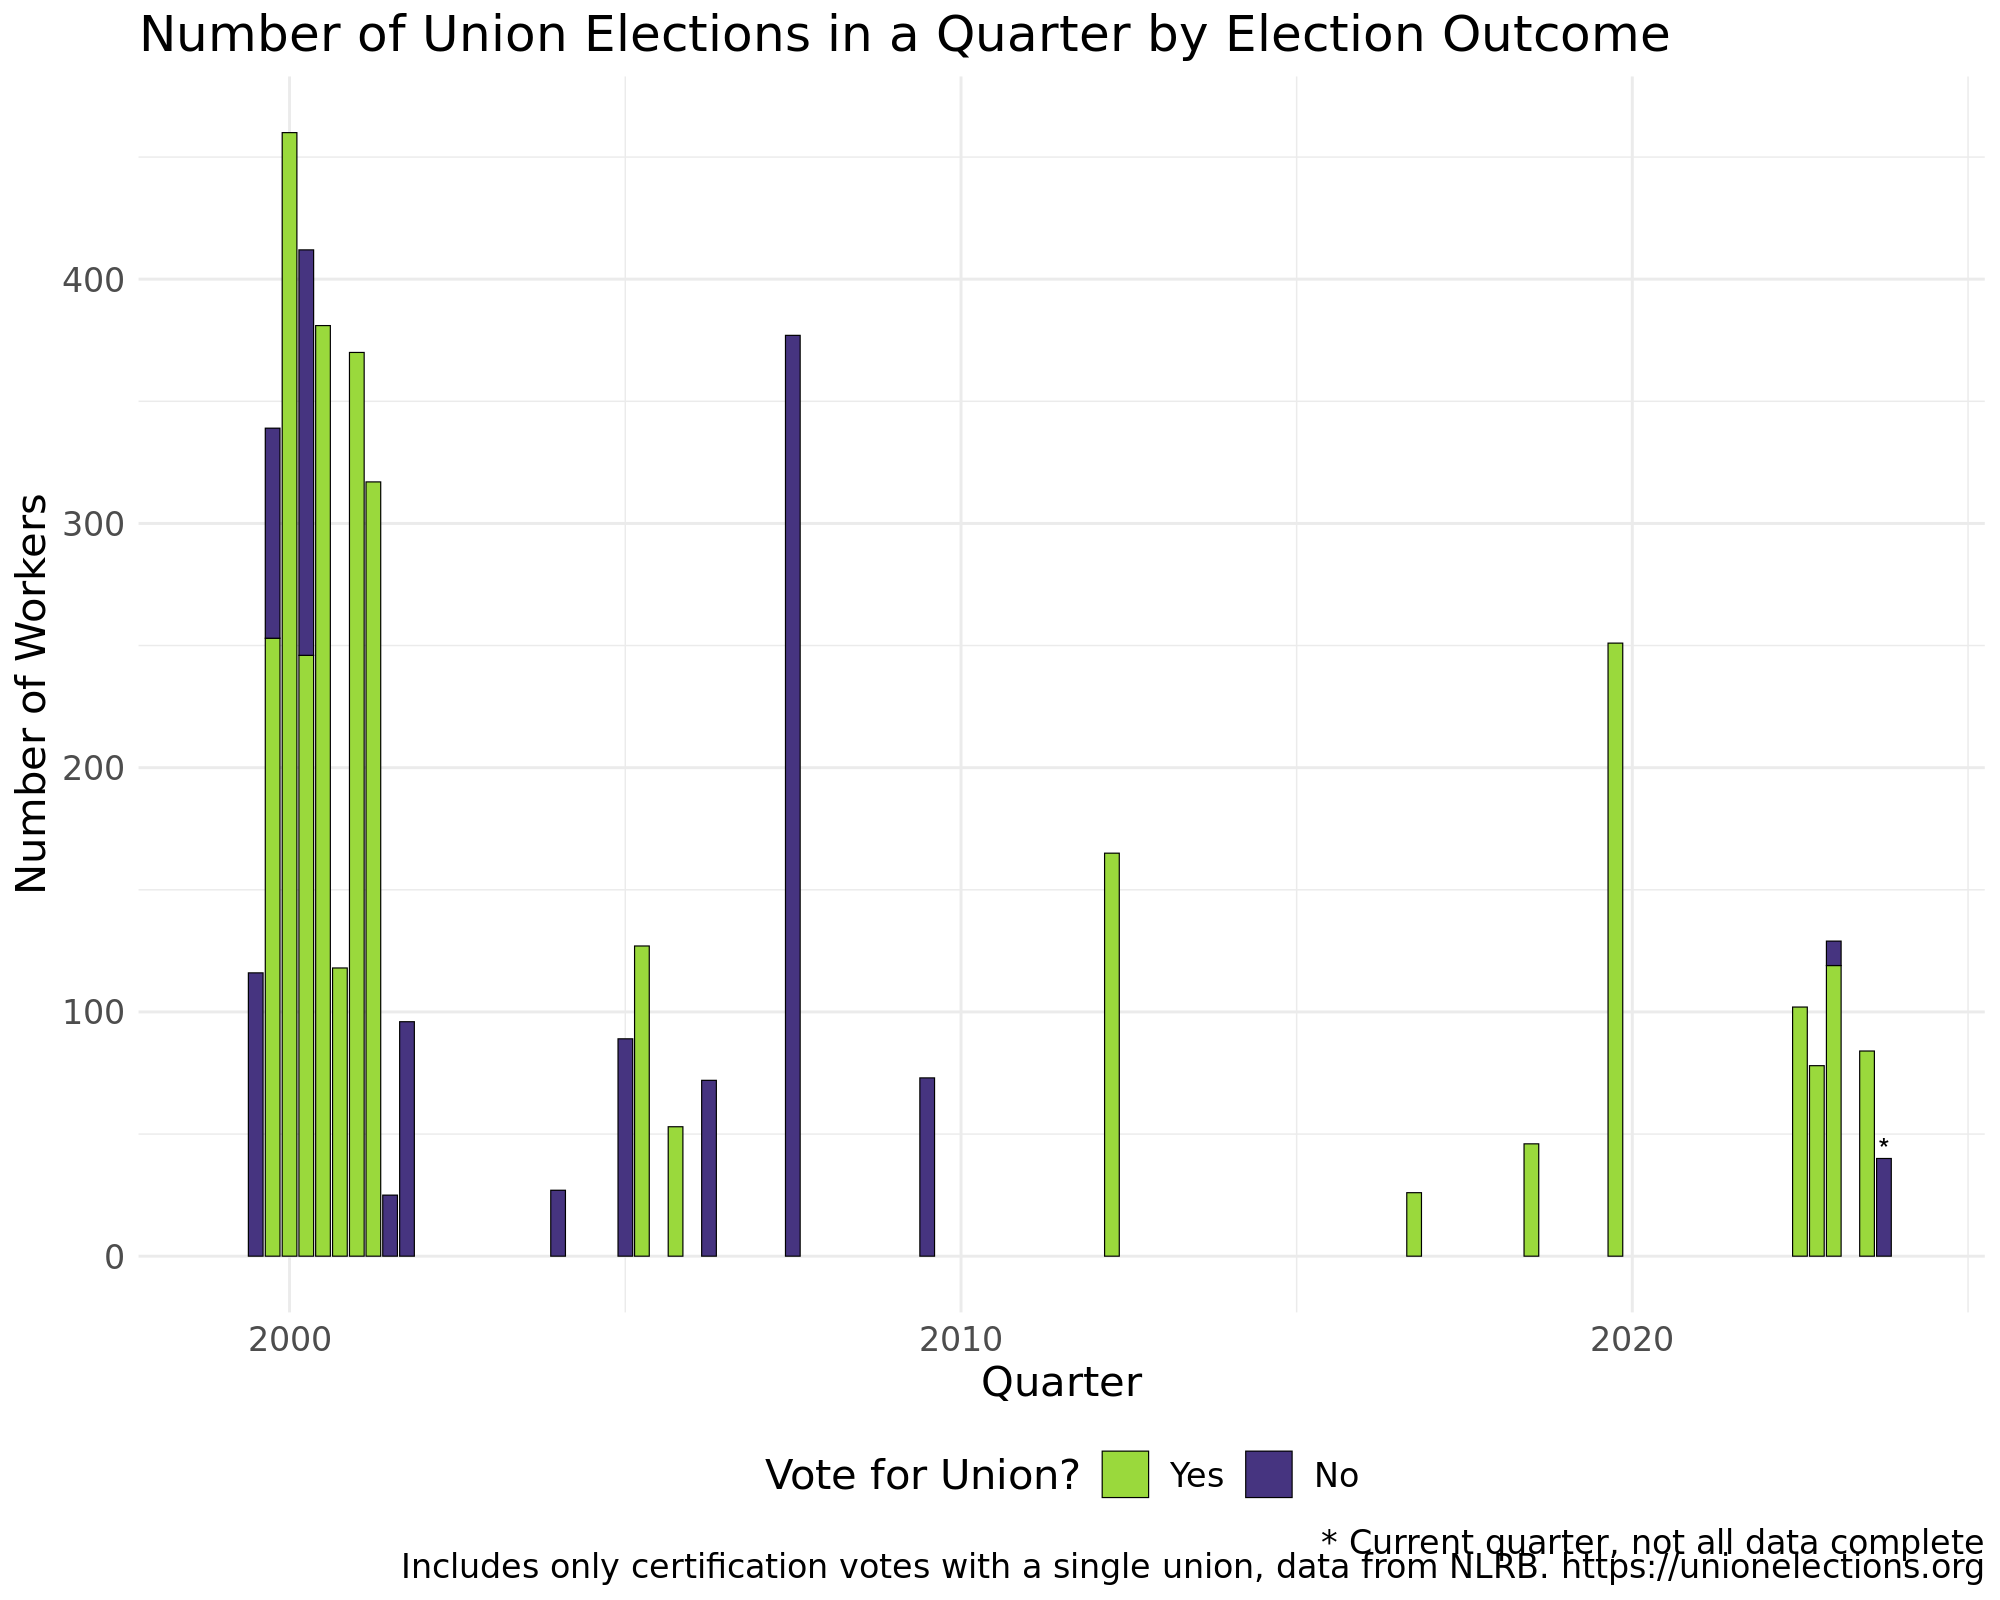 Number of Union Elections in a Quarter by Election Outcome
Number of Workers
400
300
200
100
0
*
2000 2010 2020
Quarter
Vote for Union? Yes No
* Current quarter, not all data complete
Includes only certification votes with a single union, data from NLRB. https://unionelections.org